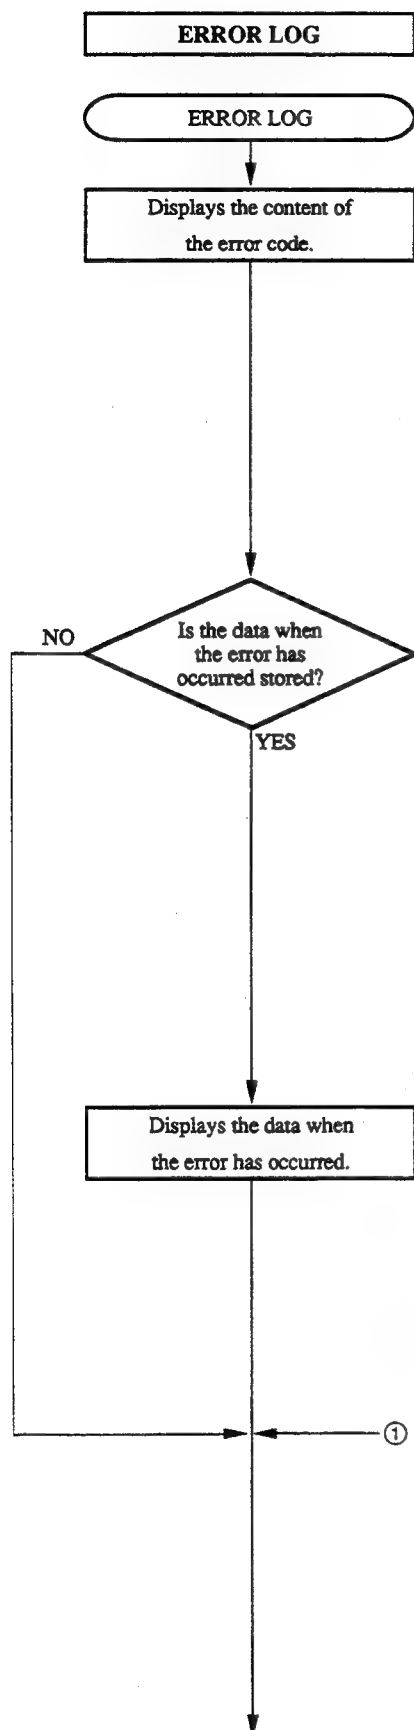 ERROR LOG
ERROR LOG
Displays the content of
the error code.
Is the data when
the error has
occurred stored?
NO
YES
Displays the data when
the error has occurred.
①